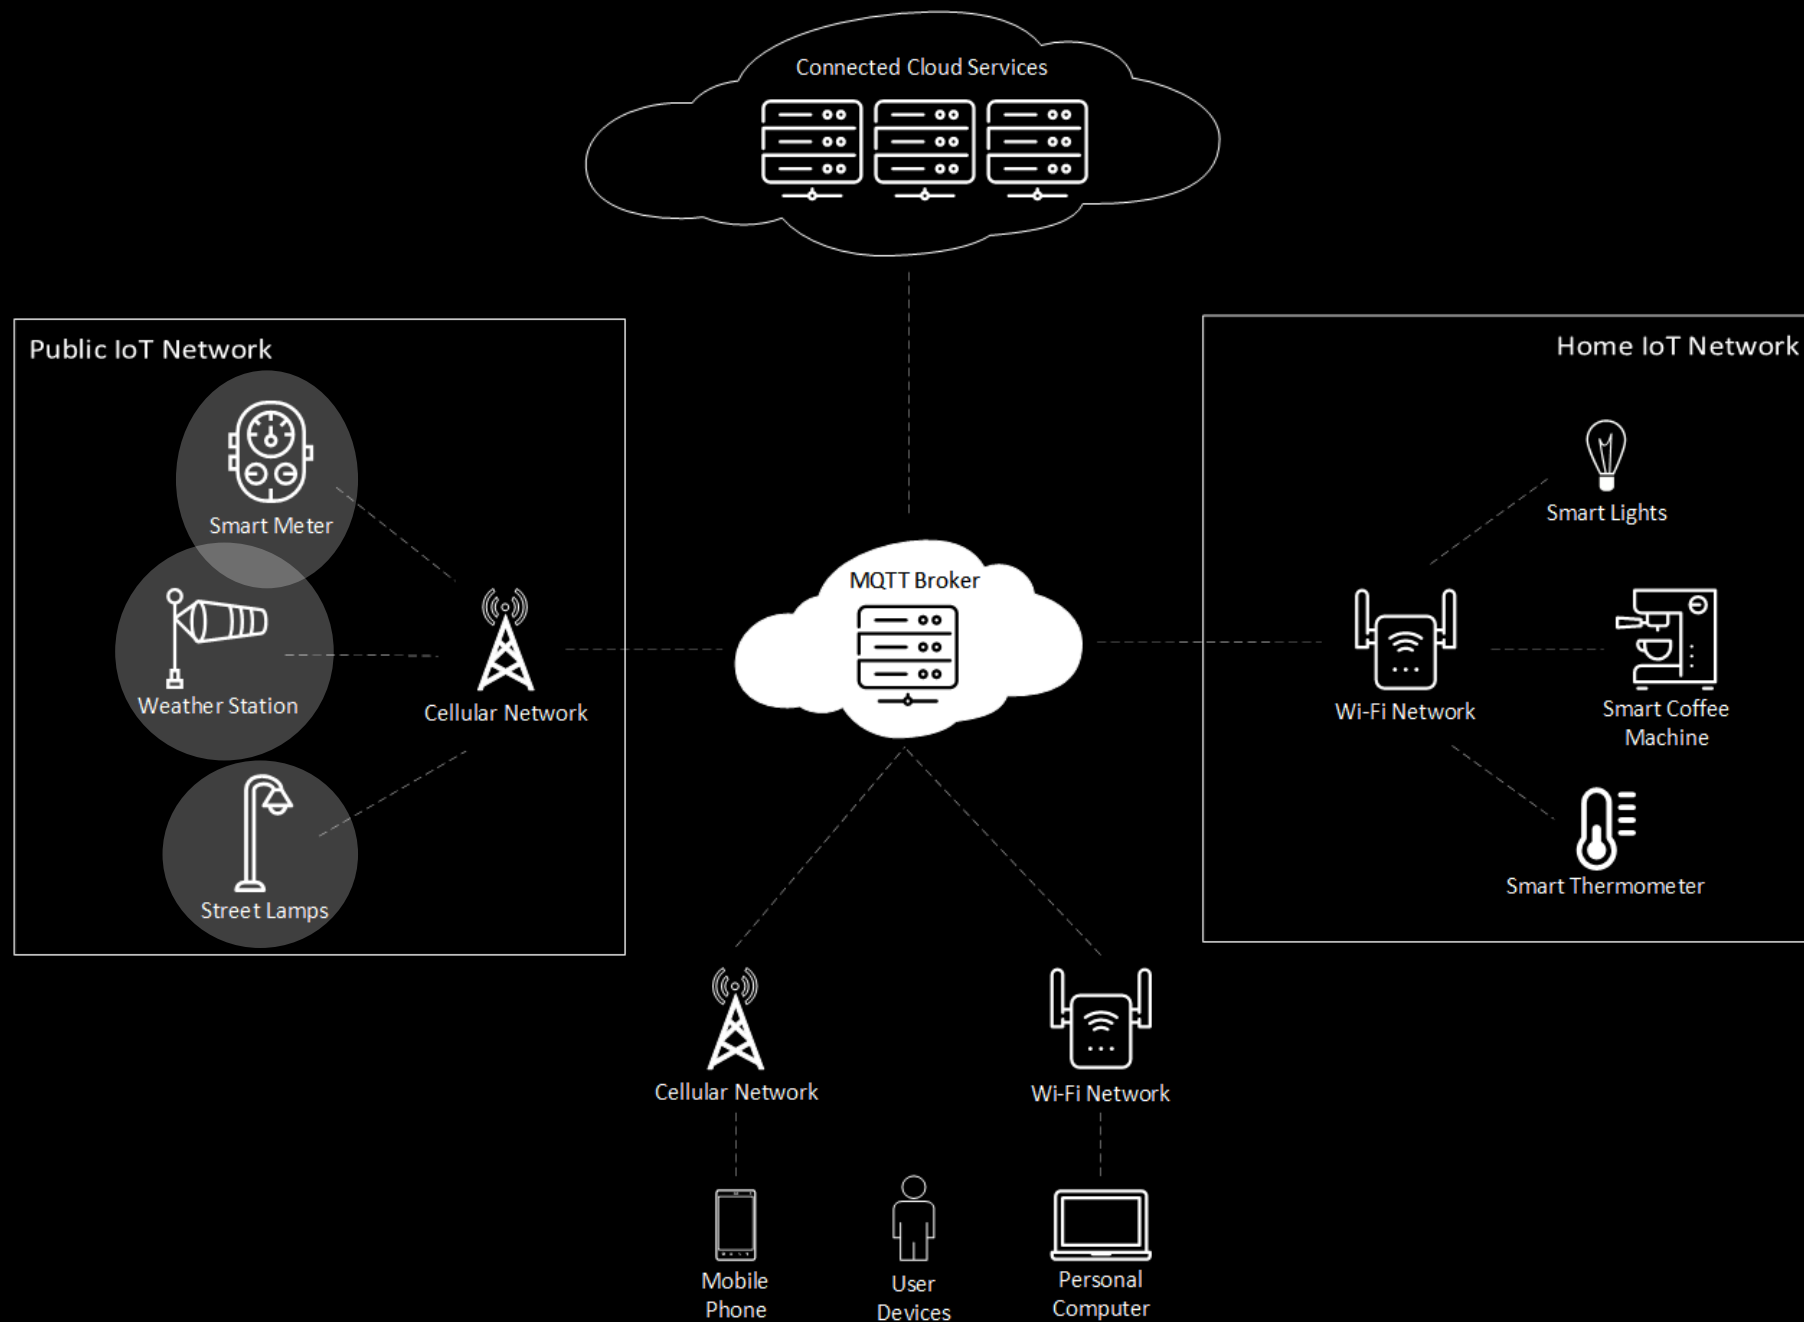 Connected Cloud Services
Public IoT Network
Home IoT Network
Smart Meter
Smart Lights
MQTT Broker
Weather Station
Cellular Network
Wi-Fi Network
Smart Coffee
Machine
Smart Thermometer
Street Lamps
Cellular Network
Wi-Fi Network
Mobile
Phone
User
Devices
Personal
Computer